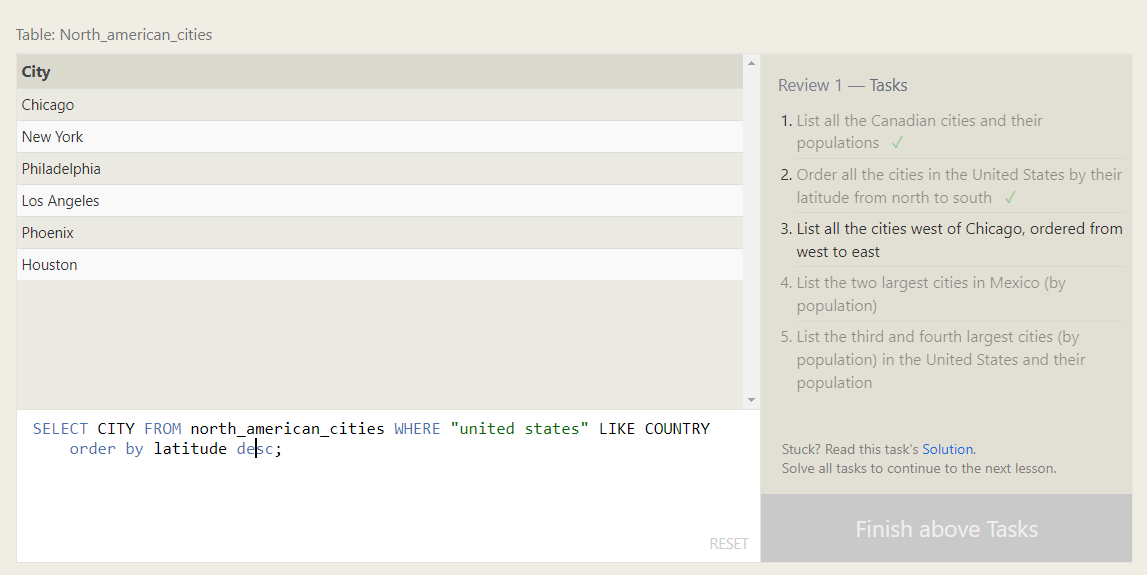 Table: North_american_cities
City
Chicago
New York
Philadelphia
Los Angeles
Phoenix
Houston
SELECT CITY FROM north_american_cities WHERE "united states" LIKE COUNTRY
order by latitude desc;
RESET
Review 1 — Tasks
1. List all the Canadian cities and their
populations ✓
2. Order all the cities in the United States by their
latitude from north to south ✓
3. List all the cities west of Chicago, ordered from
west to east
4. List the two largest cities in Mexico (by
population)
5. List the third and fourth largest cities (by
population) in the United States and their
population
Stuck? Read this task's Solution.
Solve all tasks to continue to the next lesson.
Finish above Tasks